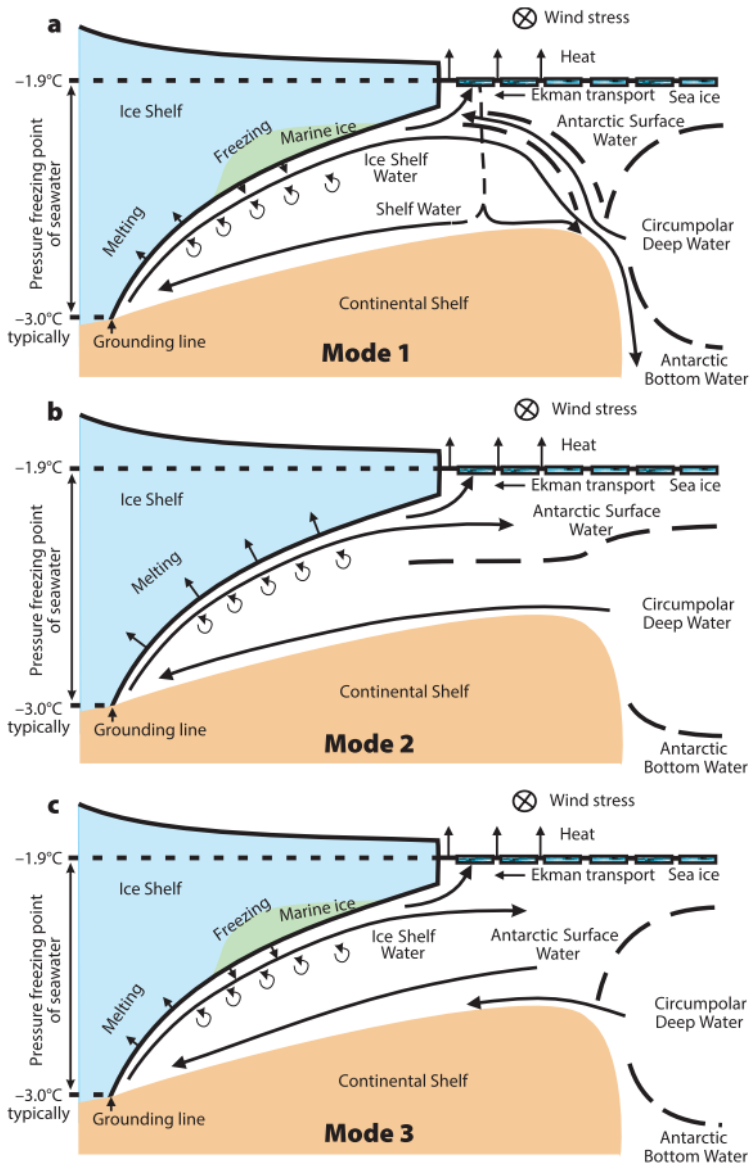 a
Wind stress
Heat
−1.9°C
Ice Shelf
Ekman transport
Sea ice
Antarctic Surface
Water
Freezing
Marine ice
Ice Shelf
Water
Pressure freezing point
of seawater
Melting
Shelf Water
Circumpolar
Deep Water
Continental Shelf
−3.0°C
typically
Grounding line
Mode 1
Antarctic
Bottom Water
b
Wind stress
Heat
−1.9°C
Ice Shelf
Ekman transport
Sea ice
Antarctic Surface
Water
Pressure freezing point
of seawater
Melting
Circumpolar
Deep Water
Continental Shelf
−3.0°C
typically
Grounding line
Mode 2
Antarctic
Bottom Water
c
Wind stress
Heat
−1.9°C
Ice Shelf
Ekman transport
Sea ice
Freezing
Marine ice
Ice Shelf
Water
Antarctic Surface
Water
Pressure freezing point
of seawater
Melting
Circumpolar
Deep Water
Continental Shelf
−3.0°C
typically
Grounding line
Mode 3
Antarctic
Bottom Water